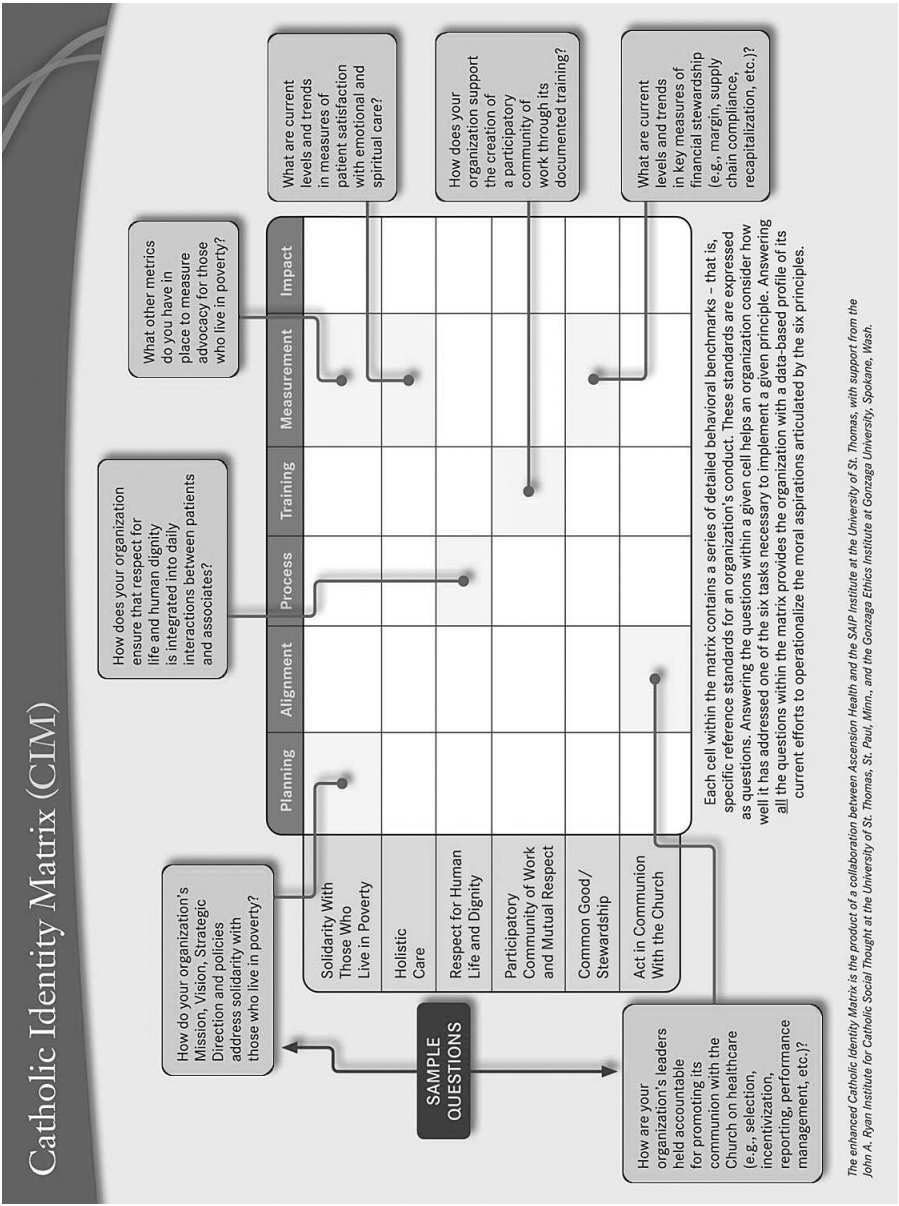 Catholic Identity Matrix (CIM)
How do your organization's
Mission, Vision, Strategic
Direction and policies
address solidarity with
those who live in poverty?
How does your organization
ensure that respect for
life and human dignity
is integrated into daily
interactions between patients
and associates?
What other metrics
do you have in
place to measure
advocacy for those
who live in poverty?
What are current
levels and trends
in measures of
patient satisfaction
with emotional and
spiritual care?
How does your
organization support
the creation of
a participatory
community of
work through its
documented training?
What are current
levels and trends
in key measures of
financial stewardship
(e.g., margin, supply
chain compliance,
recapitalization, etc.)?
SAMPLE
QUESTIONS
Planning
Alignment
Process
Training
Measurement
Impact
Solidarity With
Those Who
Live in Poverty
Holistic
Care
Respect for Human
Life and Dignity
Participatory
Community of Work
and Mutual Respect
Common Good/
Stewardship
Act in Communion
With the Church
How are your
organization's leaders
held accountable
for promoting its
communion with the
Church on healthcare
(e.g., selection,
incentivization,
reporting, performance
management, etc.)?
Each cell within the matrix contains a series of detailed behavioral benchmarks – that is,
specific reference standards for an organization's conduct. These standards are expressed
as questions. Answering the questions within a given cell helps an organization consider how
well it has addressed one of the six tasks necessary to implement a given principle. Answering
all the questions within the matrix provides the organization with a data-based profile of its
current efforts to operationalize the moral aspirations articulated by the six principles.
The enhanced Catholic Identity Matrix is the product of a collaboration between Ascension Health and the SAIP Institute at the University of St. Thomas, with support from the
John A. Ryan Institute for Catholic Social Thought at the University of St. Thomas, St. Paul, Minn., and the Gonzaga Ethics Institute at Gonzaga University, Spokane, Wash.